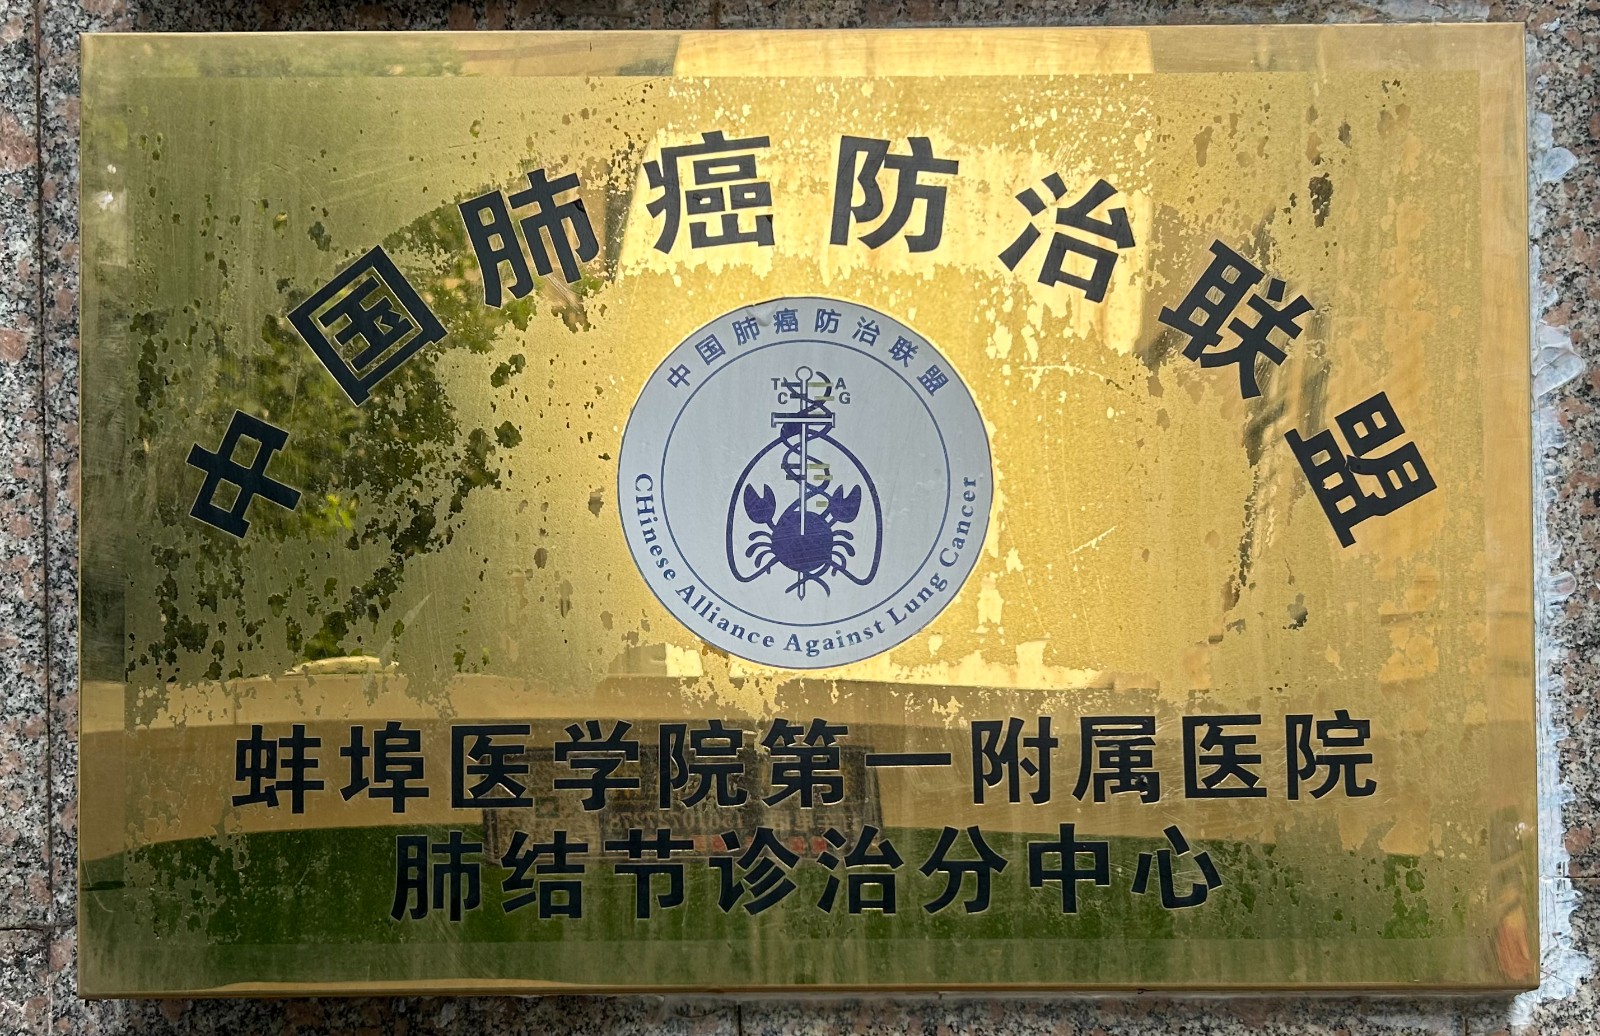 中国肺癌防治联盟
中国肺癌防治联盟
T A
C G
CHinese Alliance Against Lung Cancer
蚌埠医学院第一附属医院
肺结节诊治分中心